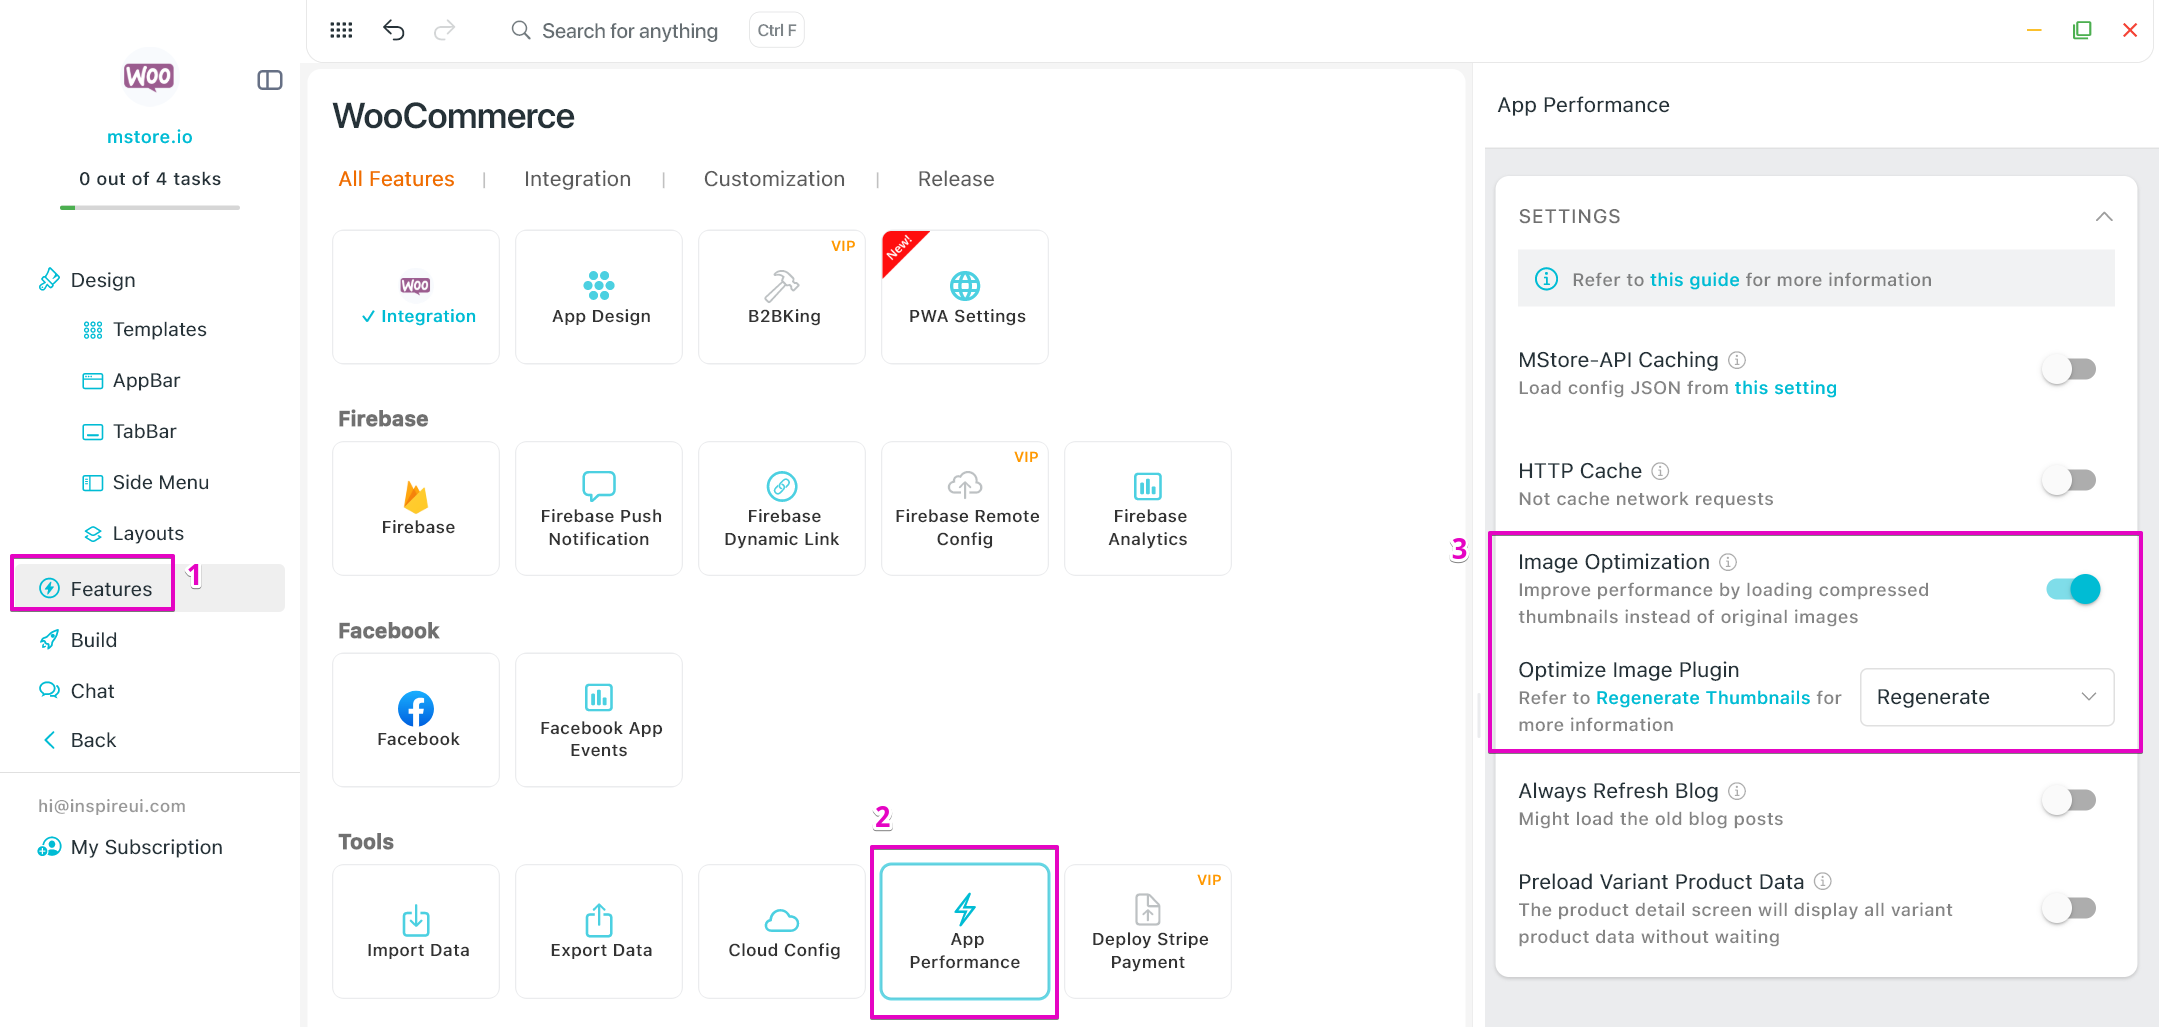 Search for anything
Ctrl F
WOO
mstore.io
0 out of 4 tasks
Design
Templates
AppBar
TabBar
Side Menu
Layouts
Features
1
Build
Chat
Back
hi@inspireui.com
My Subscription
WooCommerce
All Features | Integration | Customization | Release
WOO
✓ Integration
App Design
VIP
B2BKing
New!
PWA Settings
Firebase
Firebase
Firebase Push
Notification
Firebase
Dynamic Link
VIP
Firebase Remote
Config
Firebase
Analytics
Facebook
Facebook
Facebook App
Events
Tools
Import Data
Export Data
Cloud Config
2
App
Performance
VIP
Deploy Stripe
Payment
App Performance
SETTINGS
Refer to this guide for more information
MStore-API Caching
Load config JSON from this setting
HTTP Cache
Not cache network requests
3
Image Optimization
Improve performance by loading compressed
thumbnails instead of original images
Optimize Image Plugin
Refer to Regenerate Thumbnails for
more information
Regenerate
Always Refresh Blog
Might load the old blog posts
Preload Variant Product Data
The product detail screen will display all variant
product data without waiting